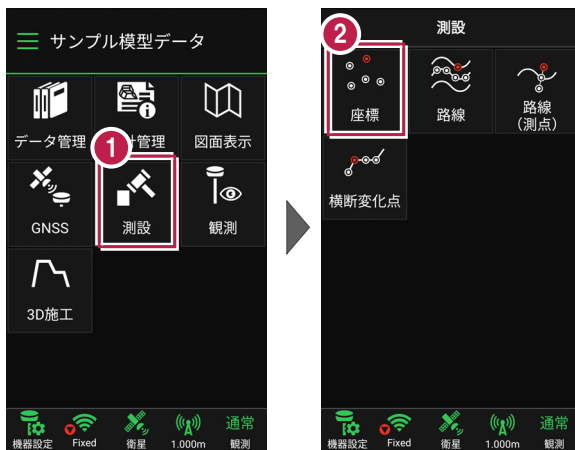 サンプル模型データ
データ管理
計管理
図面表示
1
GNSS
測設
観測
3D施工
機器設定
Fixed
衛星
1.000m
通常
観測
2
測設
座標
路線
路線
(測点)
横断変化点
機器設定
Fixed
衛星
1.000m
通常
観測